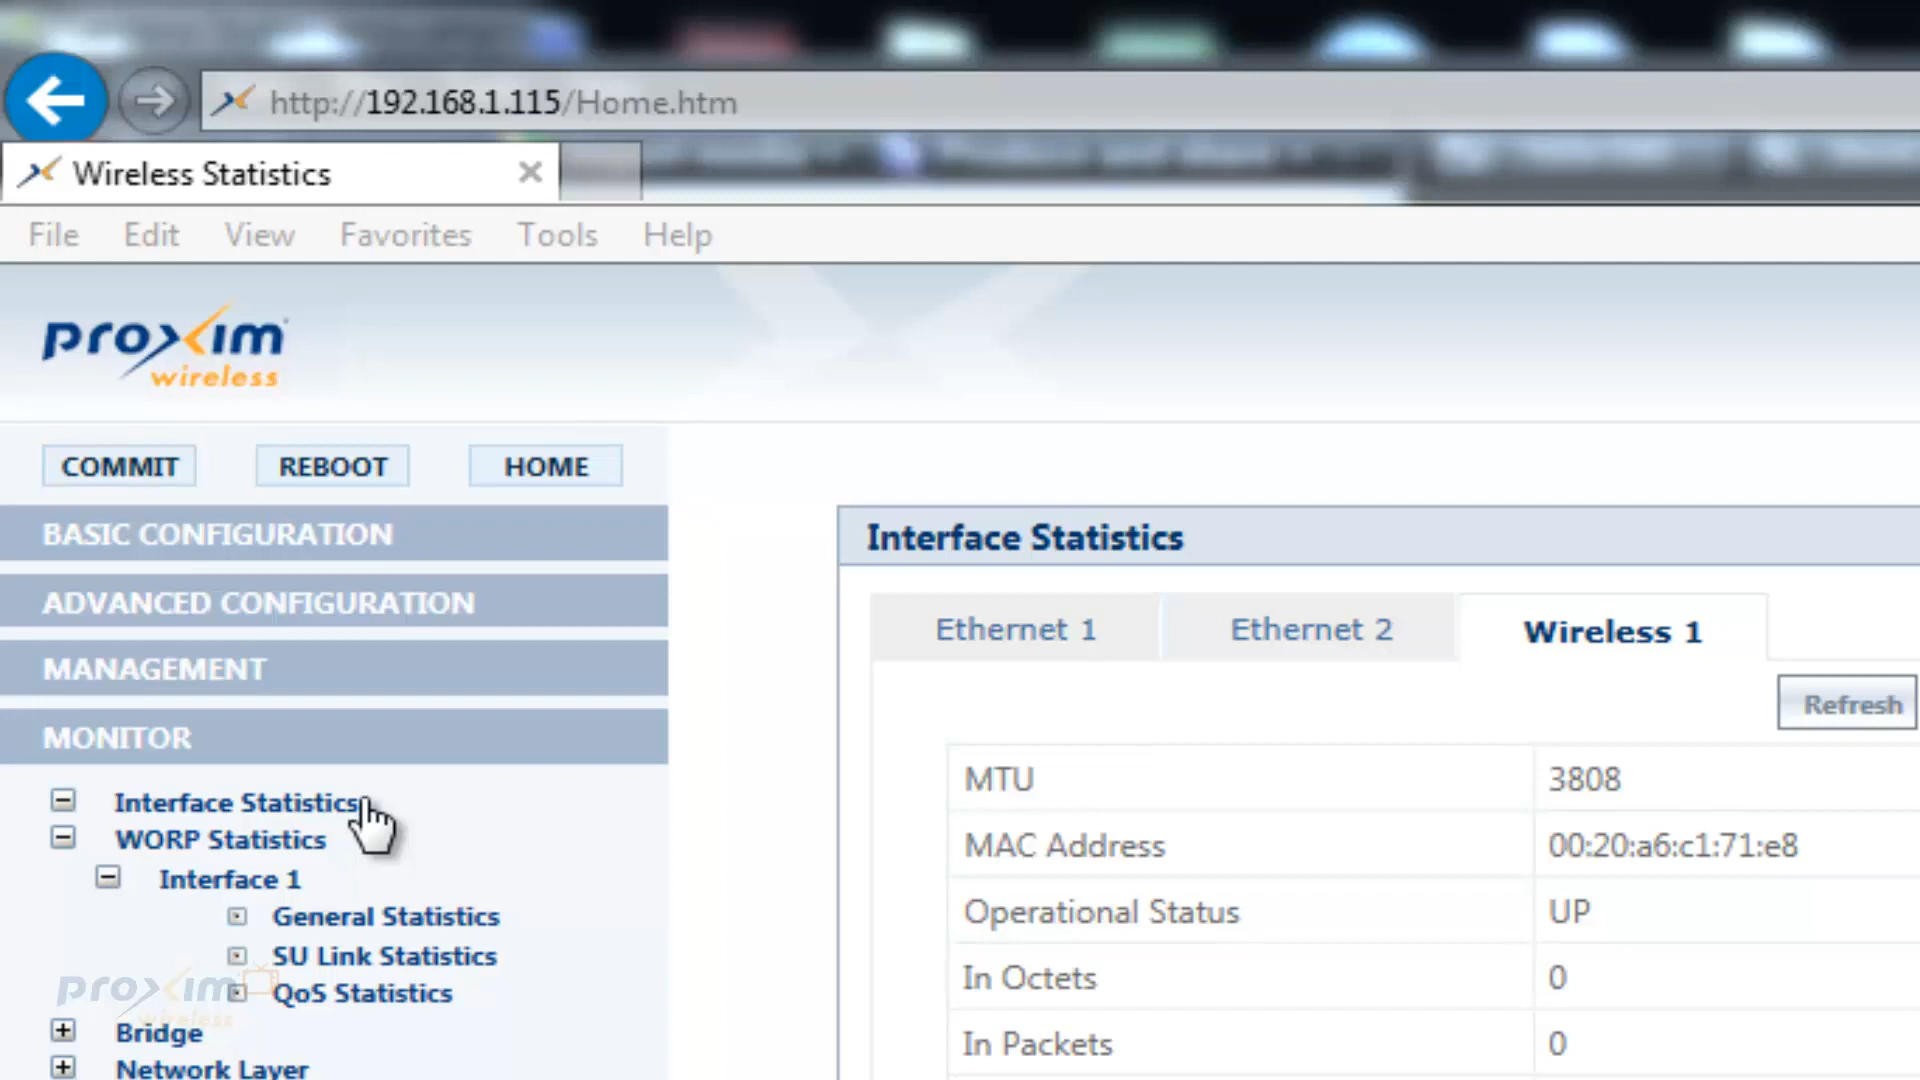 http://192.168.1.115/Home.htm
Wireless Statistics
File Edit View Favorites Tools Help
proxim
wireless
COMMIT REBOOT HOME
BASIC CONFIGURATION
ADVANCED CONFIGURATION
MANAGEMENT
MONITOR
Interface Statistics
WORP Statistics
Interface 1
General Statistics
SU Link Statistics
QoS Statistics
Bridge
Network Layer
proxim
wireless
Interface Statistics
Ethernet 1 Ethernet 2 Wireless 1
Refresh
MTU 3808
MAC Address 00:20:a6:c1:71:e8
Operational Status UP
In Octets 0
In Packets 0